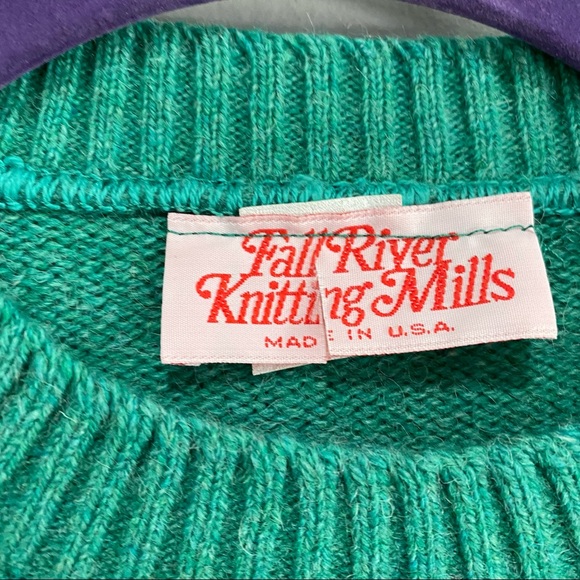 Fall River
Knitting Mills
MADE IN U.S.A.